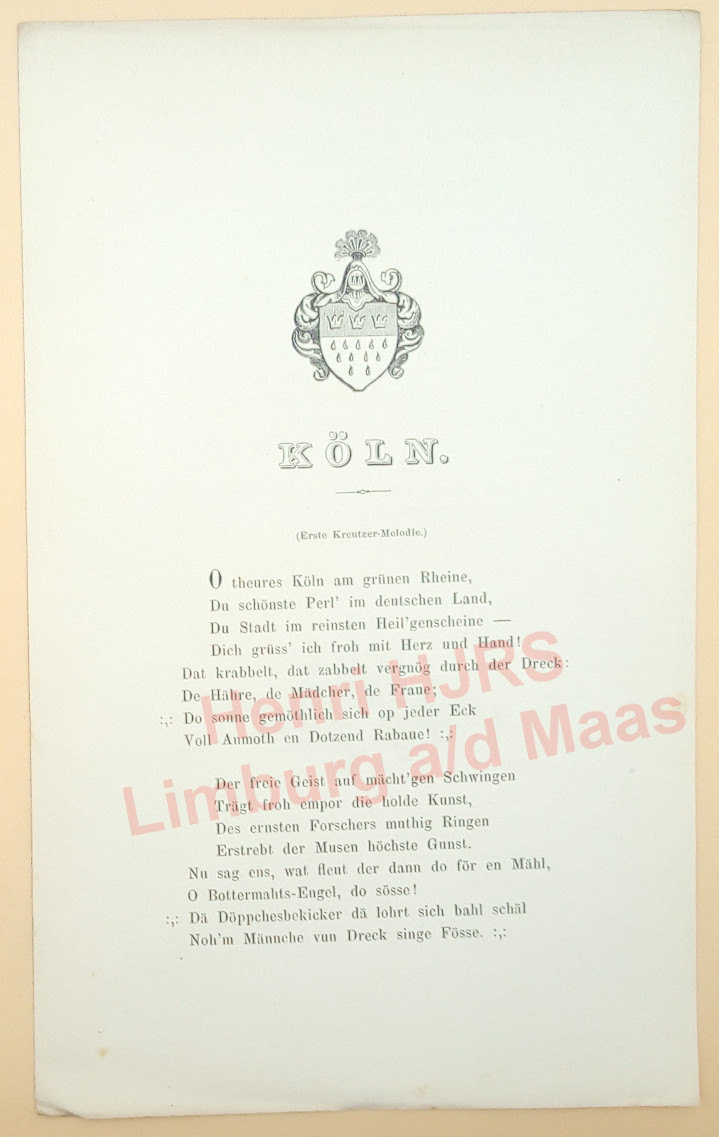 KÖLN.
(Erste Kreutzer-Melodie.)
O theures Köln am grünen Rheine,
Du schönste Perl' im deutschen Land,
Du Stadt im reinsten Heil'genscheine —
Dich grüss' ich froh mit Herz und Hand!
Dat krabbelt, dat zabbelt vergnög durch der Dreck:
De Hähre, de Mädcher, de Fraue;
:,: Do sonne gemöthlich sich op jeder Eck
Voll Anmoth en Dotzend Rabaue! :,:
Der freie Geist auf mächt'gen Schwingen
Trägt froh empor die holde Kunst,
Des ernsten Forschers muthig Ringen
Erstrebt der Musen höchste Gunst.
Nu sag ens, wat fleut der dann do för en Mähl,
O Bottermahts-Engel, do sösse!
:,: Dä Döppchesbekicker dä lohrt sich bahl schäl
Noh'm Männche vun Dreck singe Fösse. :,:
Henri HJRS
Limburg a/d Maas